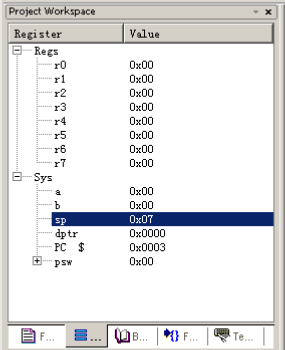 Project Workspace
Register Value
Regs
r0 0x00
r1 0x00
r2 0x00
r3 0x00
r4 0x00
r5 0x00
r6 0x00
r7 0x00
Sys
a 0x00
b 0x00
sp 0x07
dptr 0x0000
PC $ 0x0003
psw 0x00
F... ... B... {} F... Te...